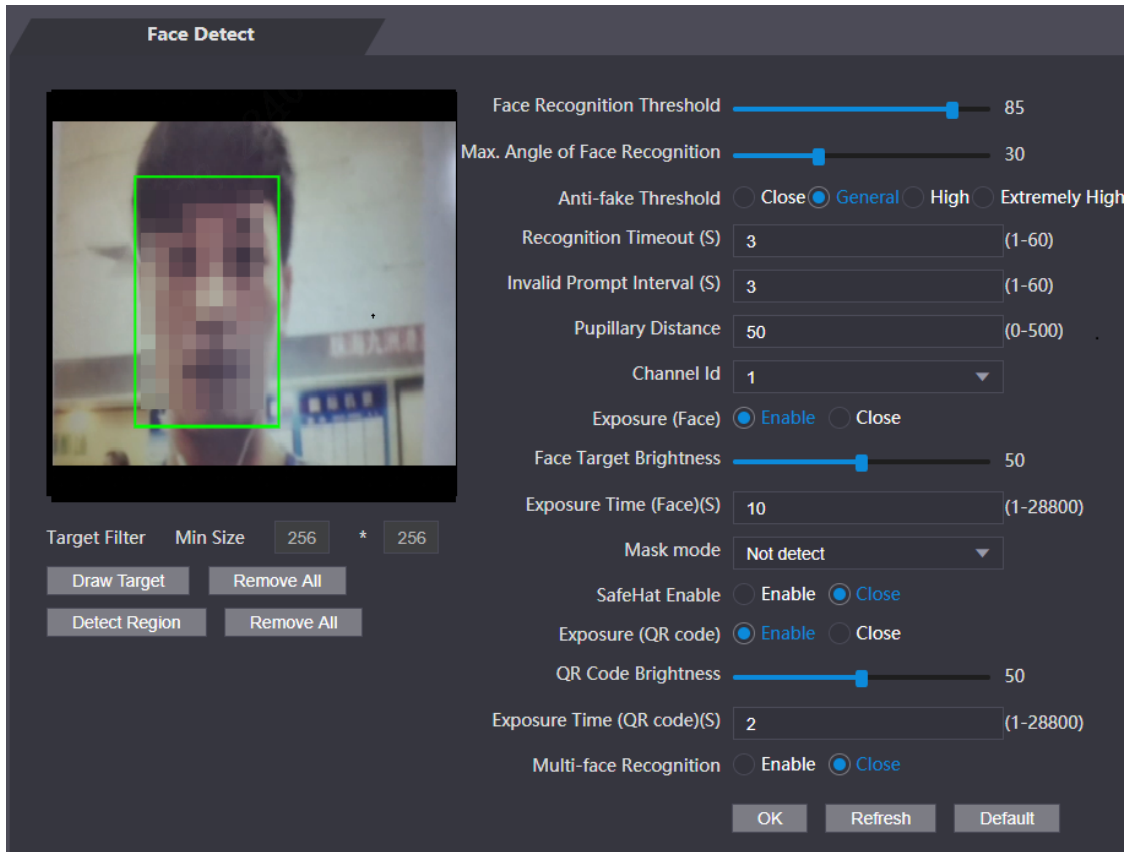 Face Detect
Face Recognition Threshold 85
Max. Angle of Face Recognition 30
Anti-fake Threshold Close General High Extremely High
Recognition Timeout (S) 3 (1-60)
Invalid Prompt Interval (S) 3 (1-60)
Pupillary Distance 50 (0-500)
Channel Id 1
Exposure (Face) Enable Close
Face Target Brightness 50
Exposure Time (Face)(S) 10 (1-28800)
Mask mode Not detect
SafeHat Enable Enable Close
Exposure (QR code) Enable Close
QR Code Brightness 50
Exposure Time (QR code)(S) 2 (1-28800)
Multi-face Recognition Enable Close
OK Refresh Default
Target Filter Min Size 256 * 256
Draw Target Remove All
Detect Region Remove All